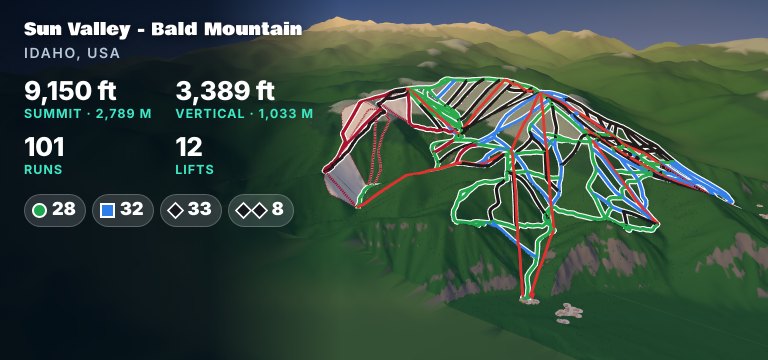 Sun Valley - Bald Mountain
IDAHO, USA
9,150 ft
SUMMIT · 2,789 M
3,389 ft
VERTICAL · 1,033 M
101
RUNS
12
LIFTS
28
32
33
8